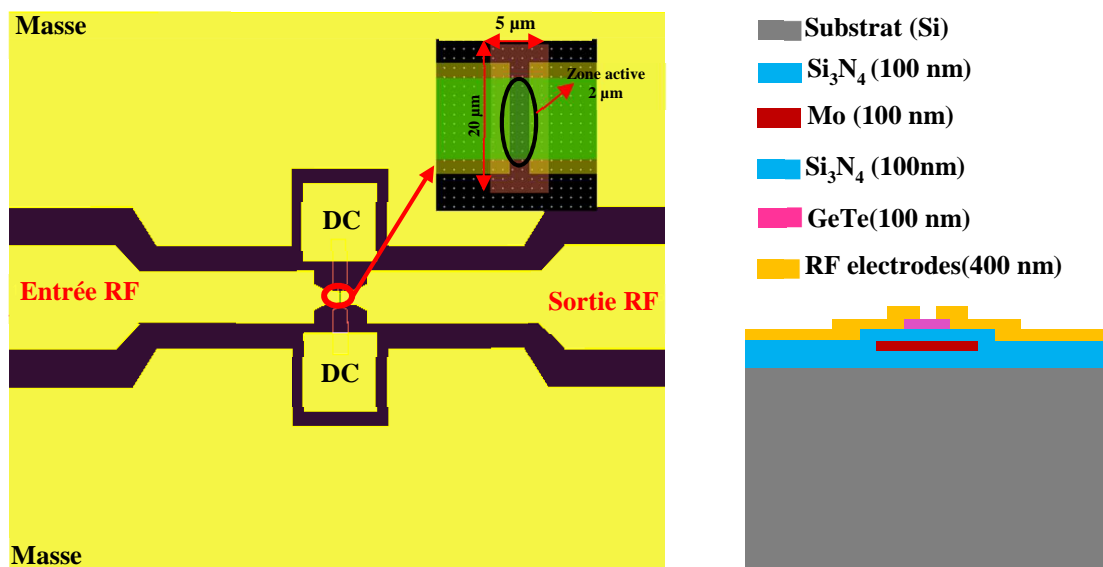 Masse
5 µm
Zone active
2 µm
20 µm
DC
Entrée RF
Sortie RF
DC
Masse
Substrat (Si)
Si₃N₄ (100 nm)
Mo (100 nm)
Si₃N₄ (100nm)
GeTe(100 nm)
RF electrodes(400 nm)